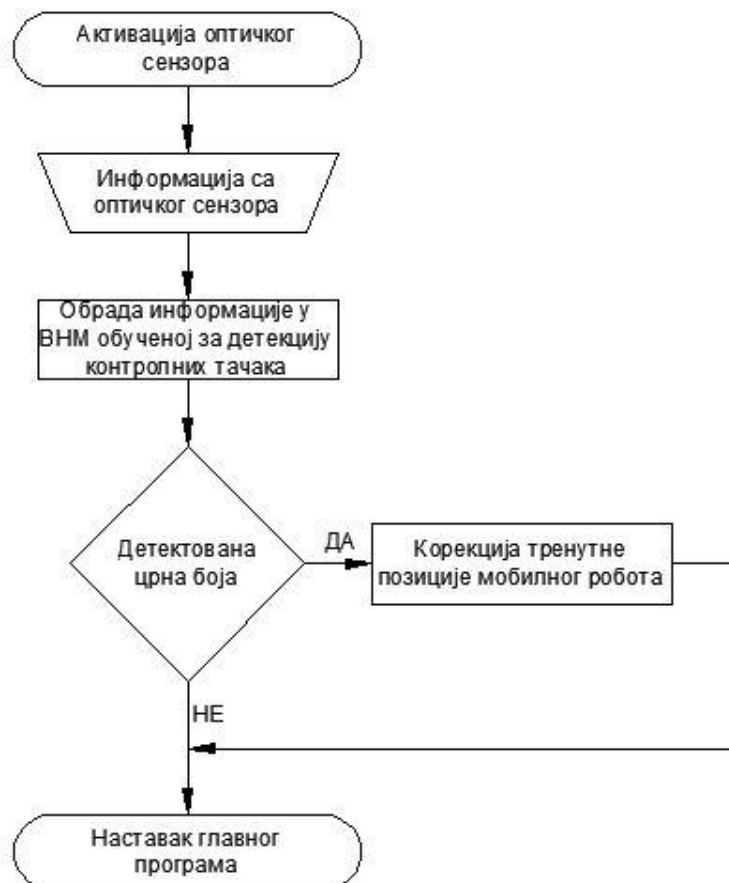 Активација оптичког
сензора
Информација са
оптичког сензора
Обрада информације у
ВНМ обученој за детекцију
контролних тачака
Детектована
црна боја
ДА
Корекција тренутне
позиције мобилног робота
НЕ
Наставак главног
програма